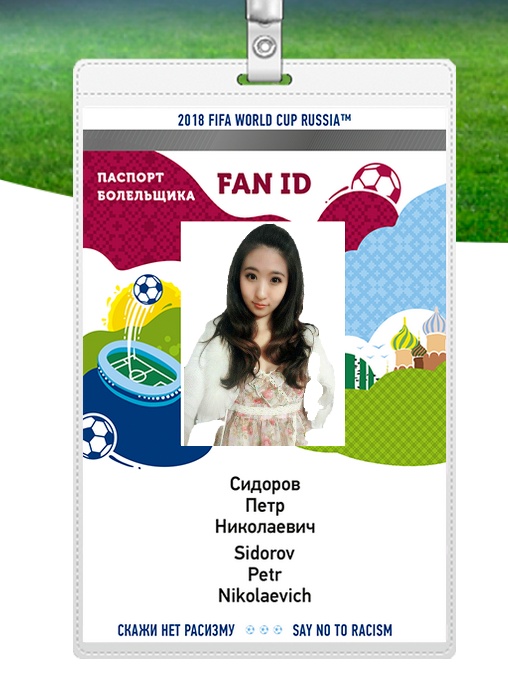 2018 FIFA WORLD CUP RUSSIA™
ПАСПОРТ
БОЛЕЛЬЩИКА
FAN ID
Сидоров
Петр
Николаевич
Sidorov
Petr
Nikolaevich
СКАЖИ НЕТ РАСИЗМУ SAY NO TO RACISM